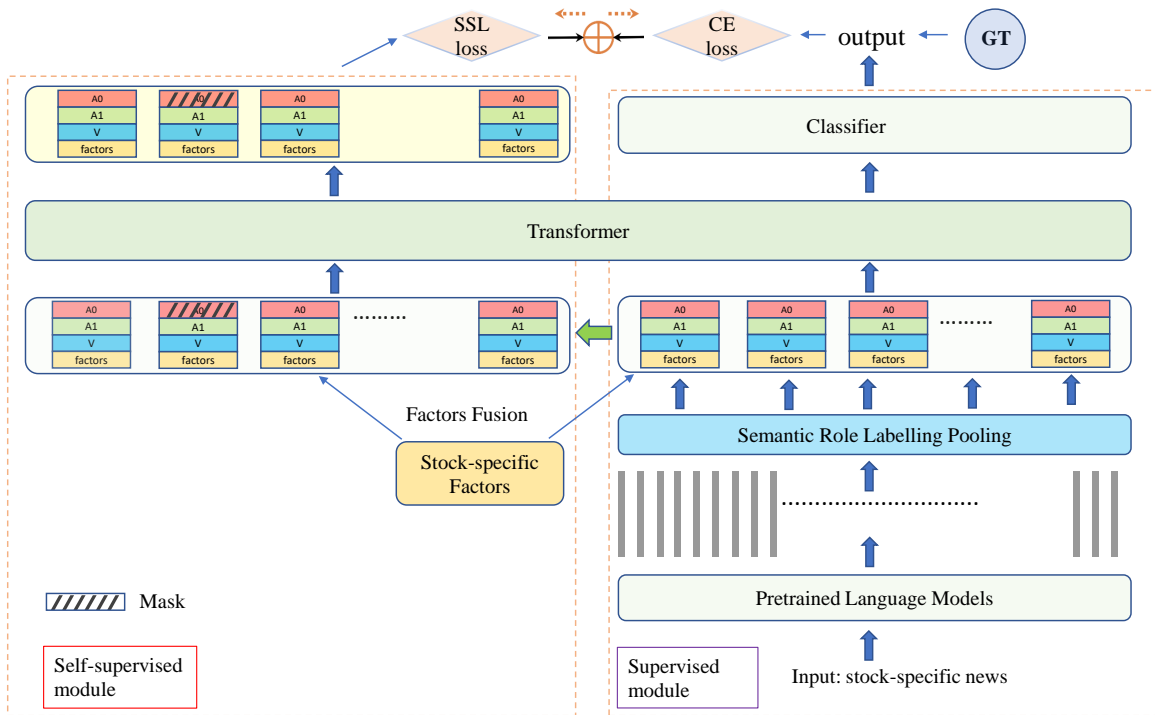 SSL
loss
CE
loss
output
GT
A0
A1
V
factors
A0
A1
V
factors
A0
A1
V
factors
A0
A1
V
factors
Classifier
Transformer
A0
A1
V
factors
A0
A1
V
factors
A0
A1
V
factors
………
A0
A1
V
factors
A0
A1
V
factors
A0
A1
V
factors
A0
A1
V
factors
………
A0
A1
V
factors
Factors Fusion
Stock-specific
Factors
Semantic Role Labelling Pooling
Pretrained Language Models
Mask
Self-supervised
module
Supervised
module
Input: stock-specific news